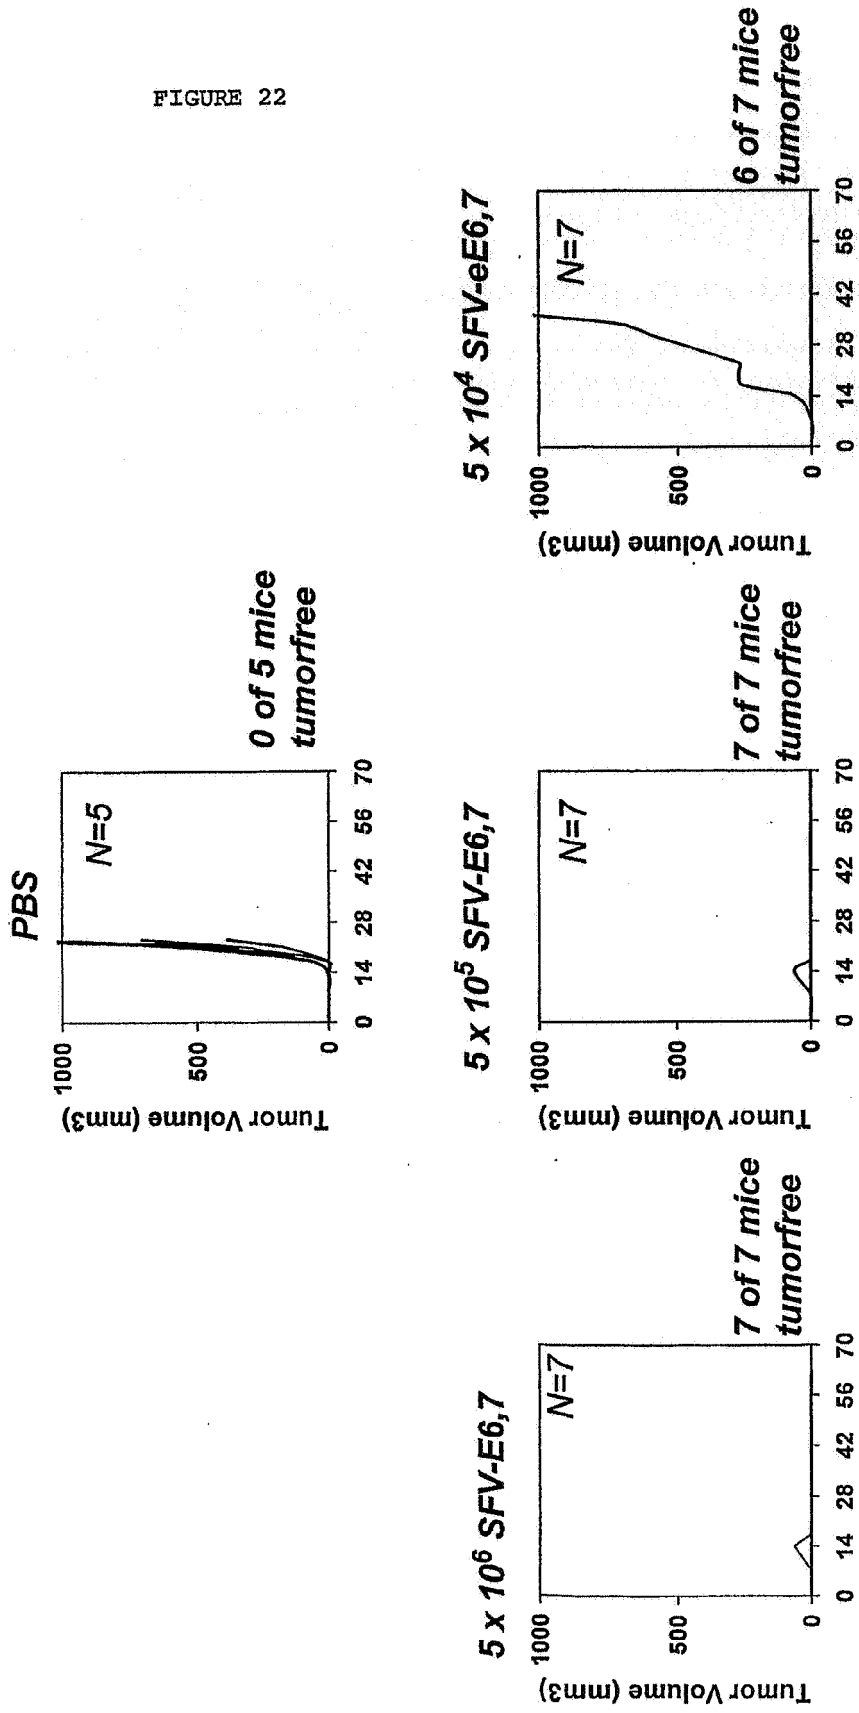 FIGURE 22
PBS
N=5
1000
500
0
Tumor Volume (mm3)
0 14 28 42 56 70
0 of 5 mice
tumorfree
5 x 10⁶ SFV-E6,7
N=7
1000
500
0
Tumor Volume (mm3)
0 14 28 42 56 70
7 of 7 mice
tumorfree
5 x 10⁵ SFV-E6,7
N=7
1000
500
0
Tumor Volume (mm3)
0 14 28 42 56 70
7 of 7 mice
tumorfree
5 x 10⁴ SFV-eE6,7
N=7
1000
500
0
Tumor Volume (mm3)
0 14 28 42 56 70
6 of 7 mice
tumorfree